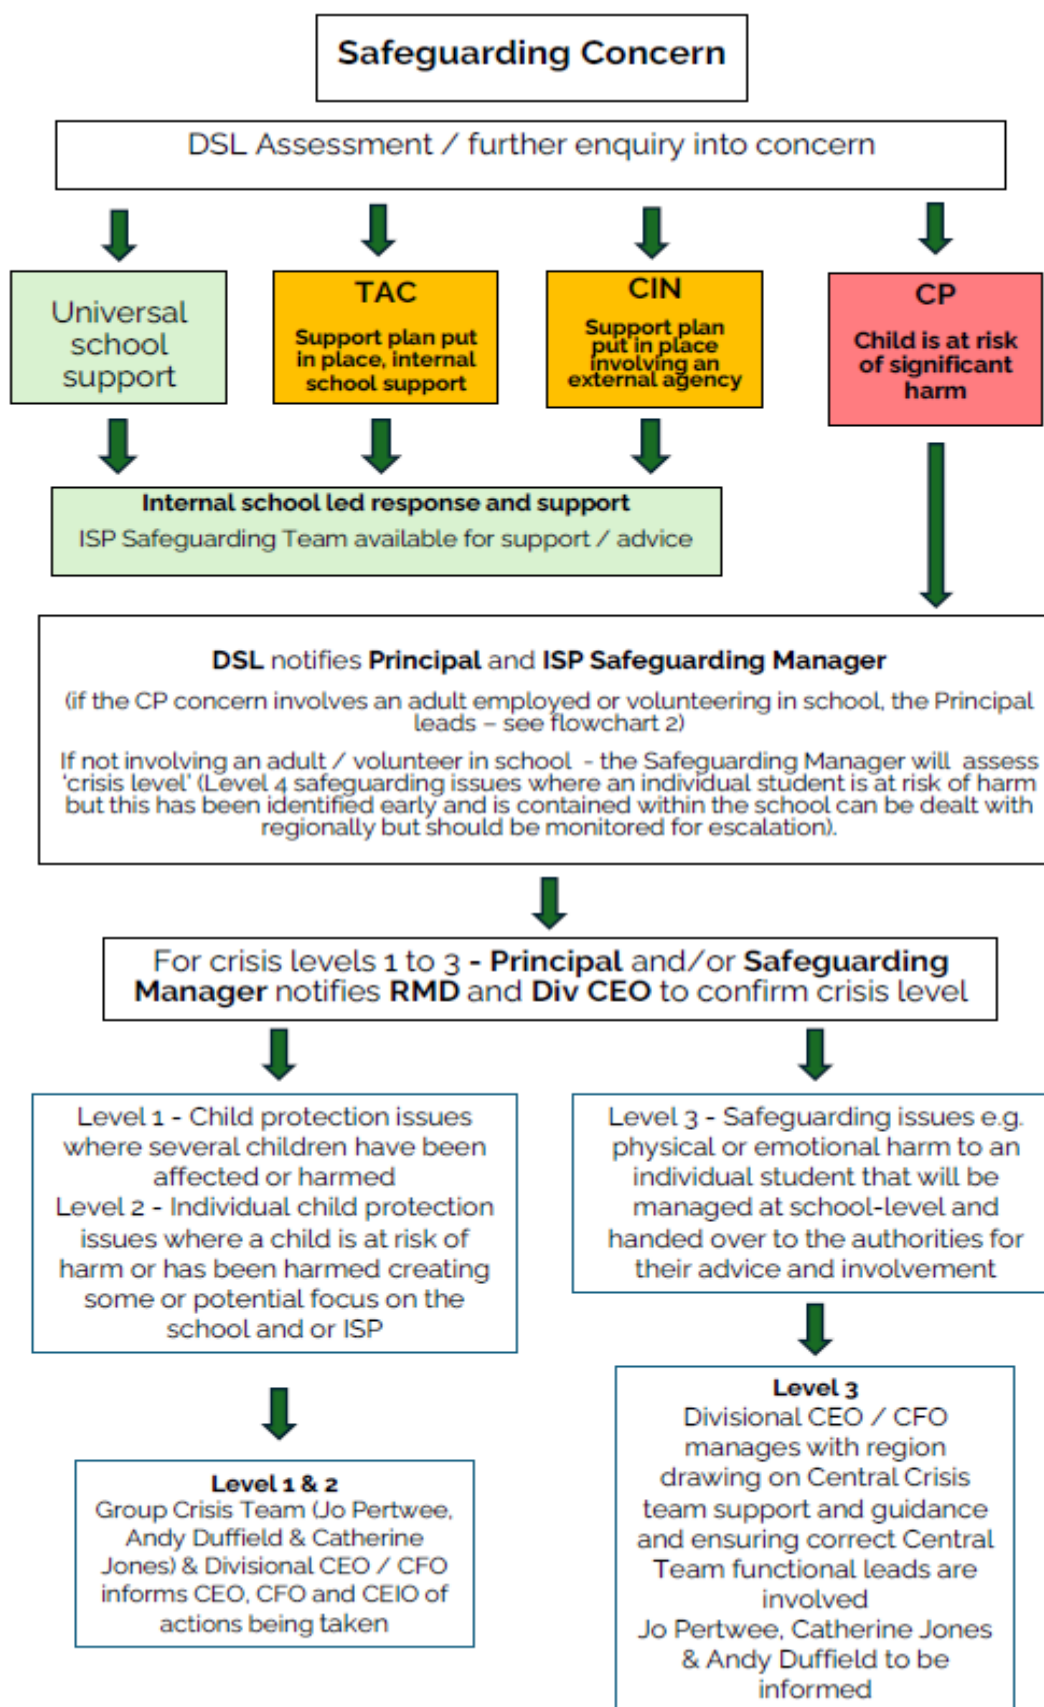 Safeguarding Concern
DSL Assessment / further enquiry into concern
Universal
school
support
TAC
Support plan put
in place, internal
school support
CIN
Support plan
put in place
involving an
external agency
CP
Child is at risk
of significant
harm
Internal school led response and support
ISP Safeguarding Team available for support / advice
DSL notifies Principal and ISP Safeguarding Manager
(if the CP concern involves an adult employed or volunteering in school, the Principal
leads – see flowchart 2)
If not involving an adult / volunteer in school - the Safeguarding Manager will assess
'crisis level' (Level 4 safeguarding issues where an individual student is at risk of harm
but this has been identified early and is contained within the school can be dealt with
regionally but should be monitored for escalation).
For crisis levels 1 to 3 - Principal and/or Safeguarding
Manager notifies RMD and Div CEO to confirm crisis level
Level 1 - Child protection issues
where several children have been
affected or harmed
Level 2 - Individual child protection
issues where a child is at risk of
harm or has been harmed creating
some or potential focus on the
school and or ISP
Level 3 - Safeguarding issues e.g.
physical or emotional harm to an
individual student that will be
managed at school-level and
handed over to the authorities for
their advice and involvement
Level 1 & 2
Group Crisis Team (Jo Pertwee,
Andy Duffield & Catherine
Jones) & Divisional CEO / CFO
informs CEO, CFO and CEIO of
actions being taken
Level 3
Divisional CEO / CFO
manages with region
drawing on Central Crisis
team support and guidance
and ensuring correct Central
Team functional leads are
involved
Jo Pertwee, Catherine Jones
& Andy Duffield to be
informed